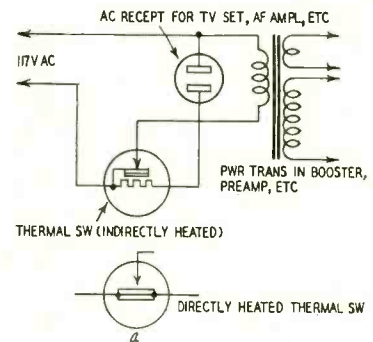 AC RECEPT FOR TV SET, AF AMPL, ETC
117V AC
PWR TRANS IN BOOSTER,
PREAMP, ETC
THERMAL SW (INDIRECTLY HEATED)
DIRECTLY HEATED THERMAL SW
a